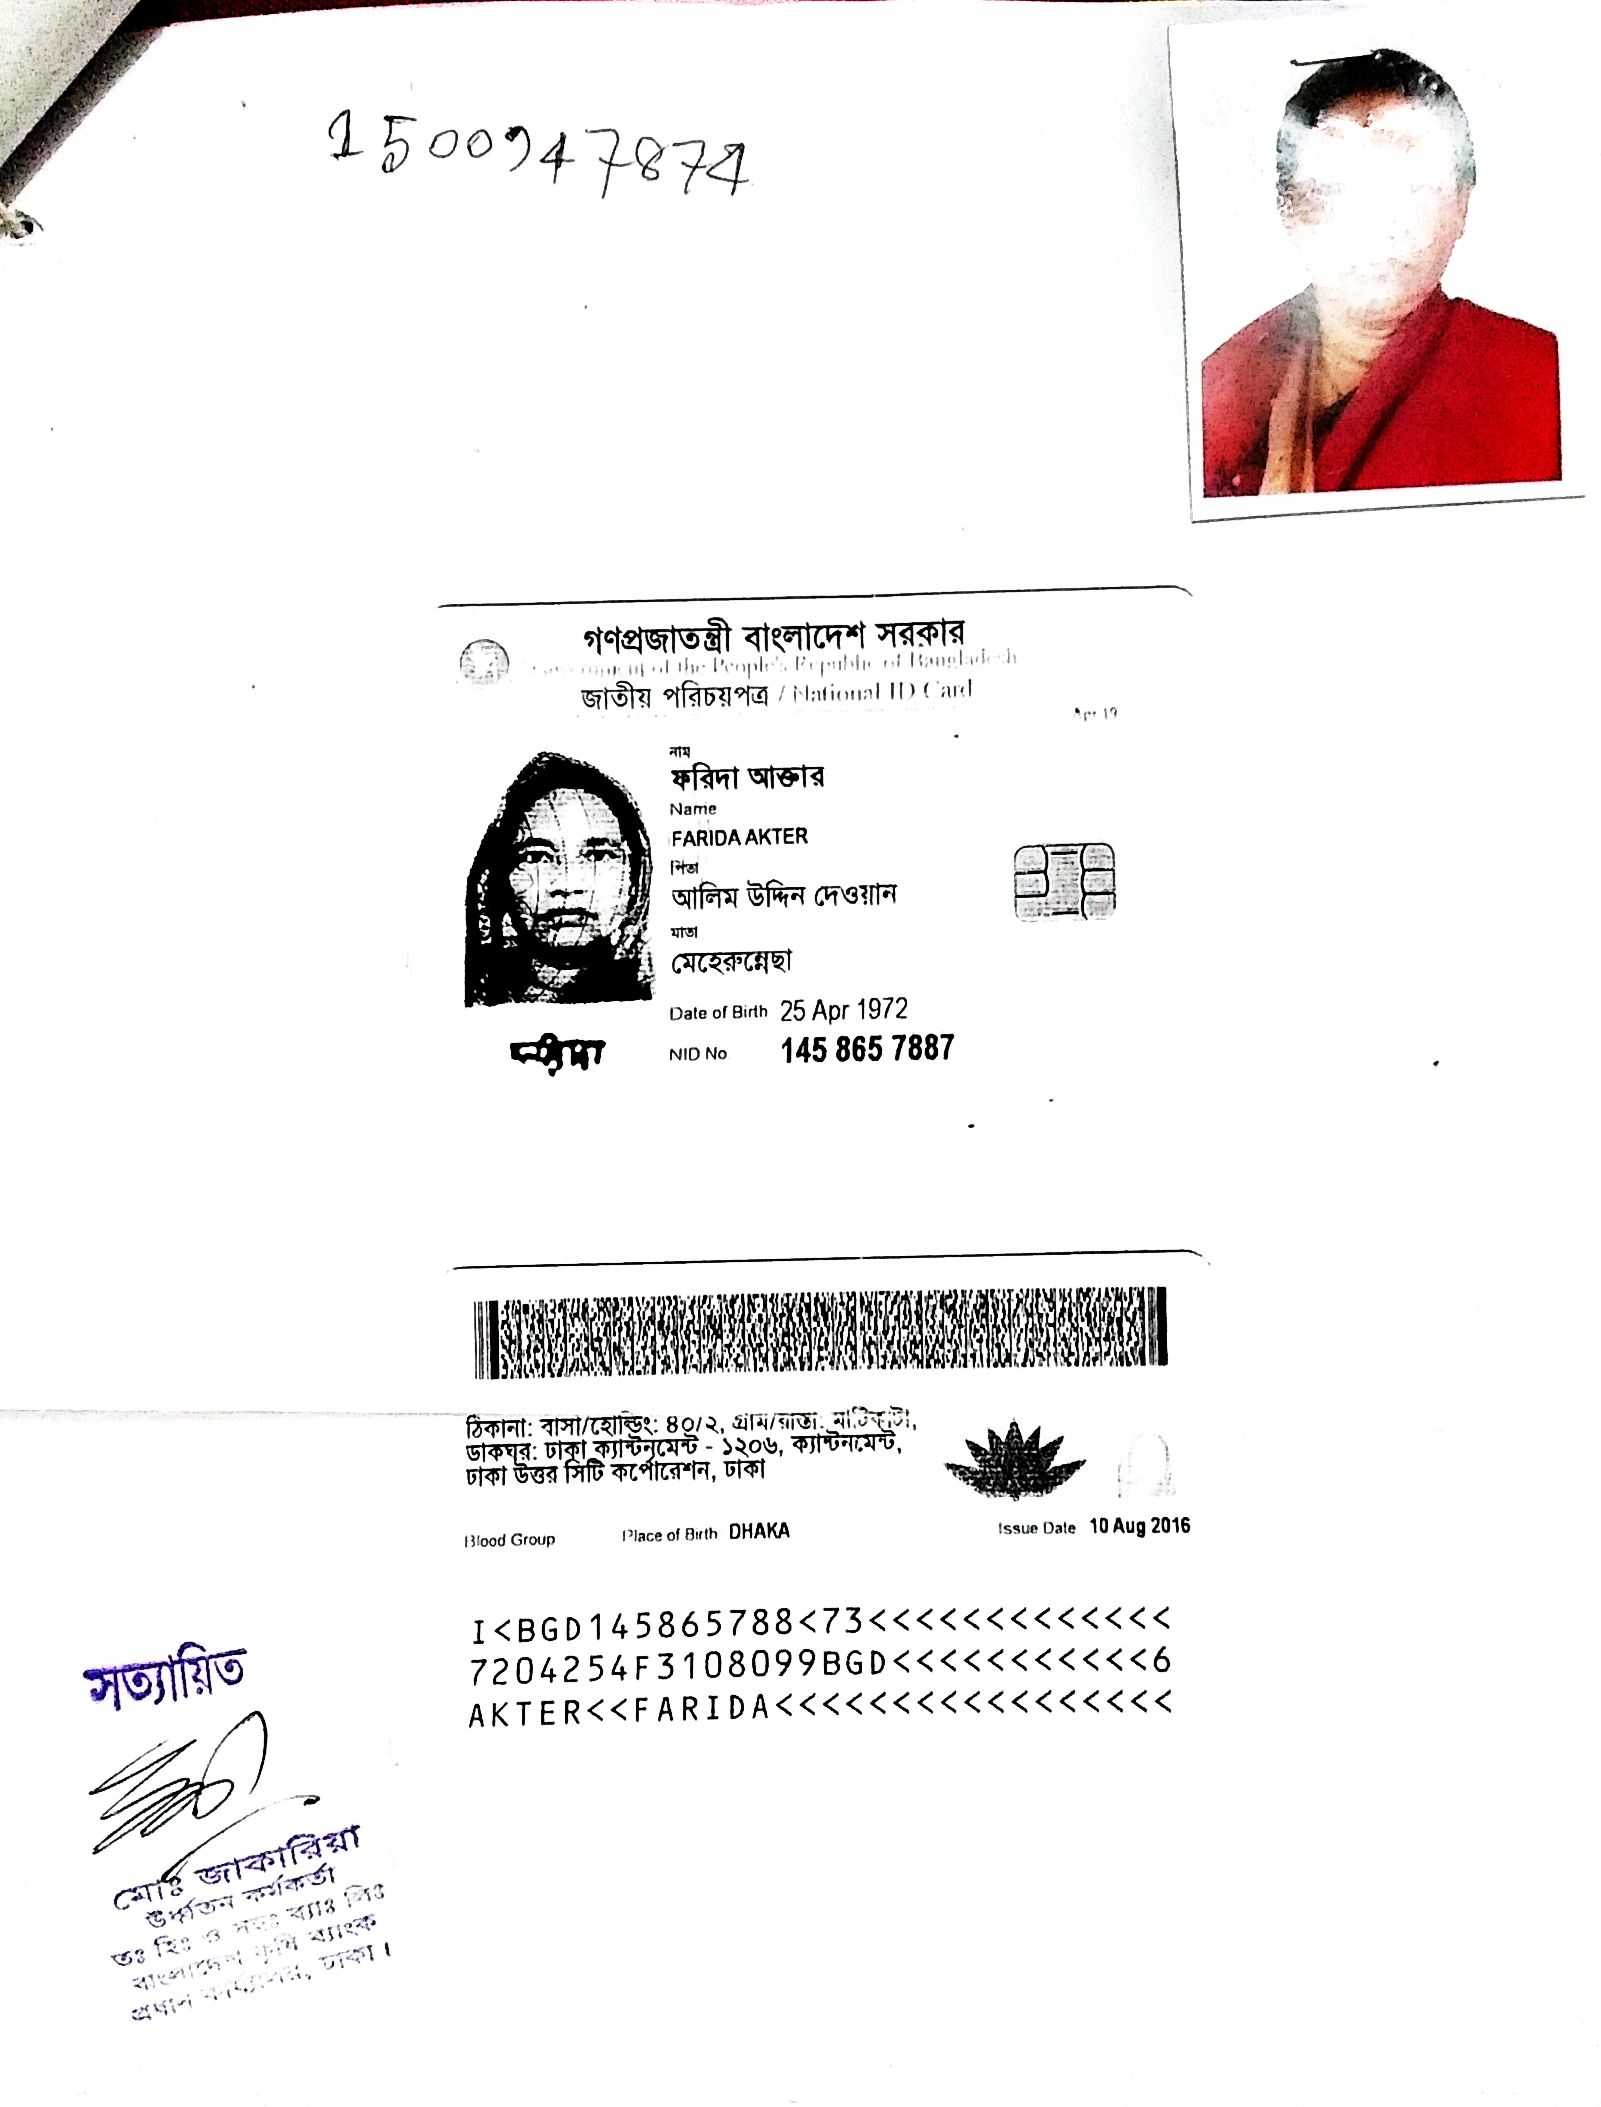 1500947874
গণপ্রজাতন্ত্রী বাংলাদেশ সরকার
Government of the People's Republic of Bangladesh
জাতীয় পরিচয়পত্র / National ID Card
নাম
ফরিদা আক্তার
Name
FARIDA AKTER
পিতা
আলিম উদ্দিন দেওয়ান
মাতা
মেহেরুন্নেছা
Date of Birth 25 Apr 1972
NID No 145 865 7887
ফরিদা
ঠিকানা: বাসা/হোল্ডিং: ৪০/২, গ্রাম/রাস্তা: মাটিকাটা,
ডাকঘর: ঢাকা ক্যান্টনমেন্ট - ১২০৬, ক্যান্টনমেন্ট,
ঢাকা উত্তর সিটি কর্পোরেশন, ঢাকা
Blood Group Place of Birth DHAKA Issue Date 10 Aug 2016
I<BGD145865788<73<<<<<<<<<<<<<
7204254F3108099BGD<<<<<<<<<<<6
AKTER<<FARIDA<<<<<<<<<<<<<<<<<
সত্যায়িত
মোঃ জাকারিয়া
উর্ধ্বতন কর্মকর্তা
বাংলাদেশ কৃষি ব্যাংক
প্রধান কার্যালয়, ঢাকা।